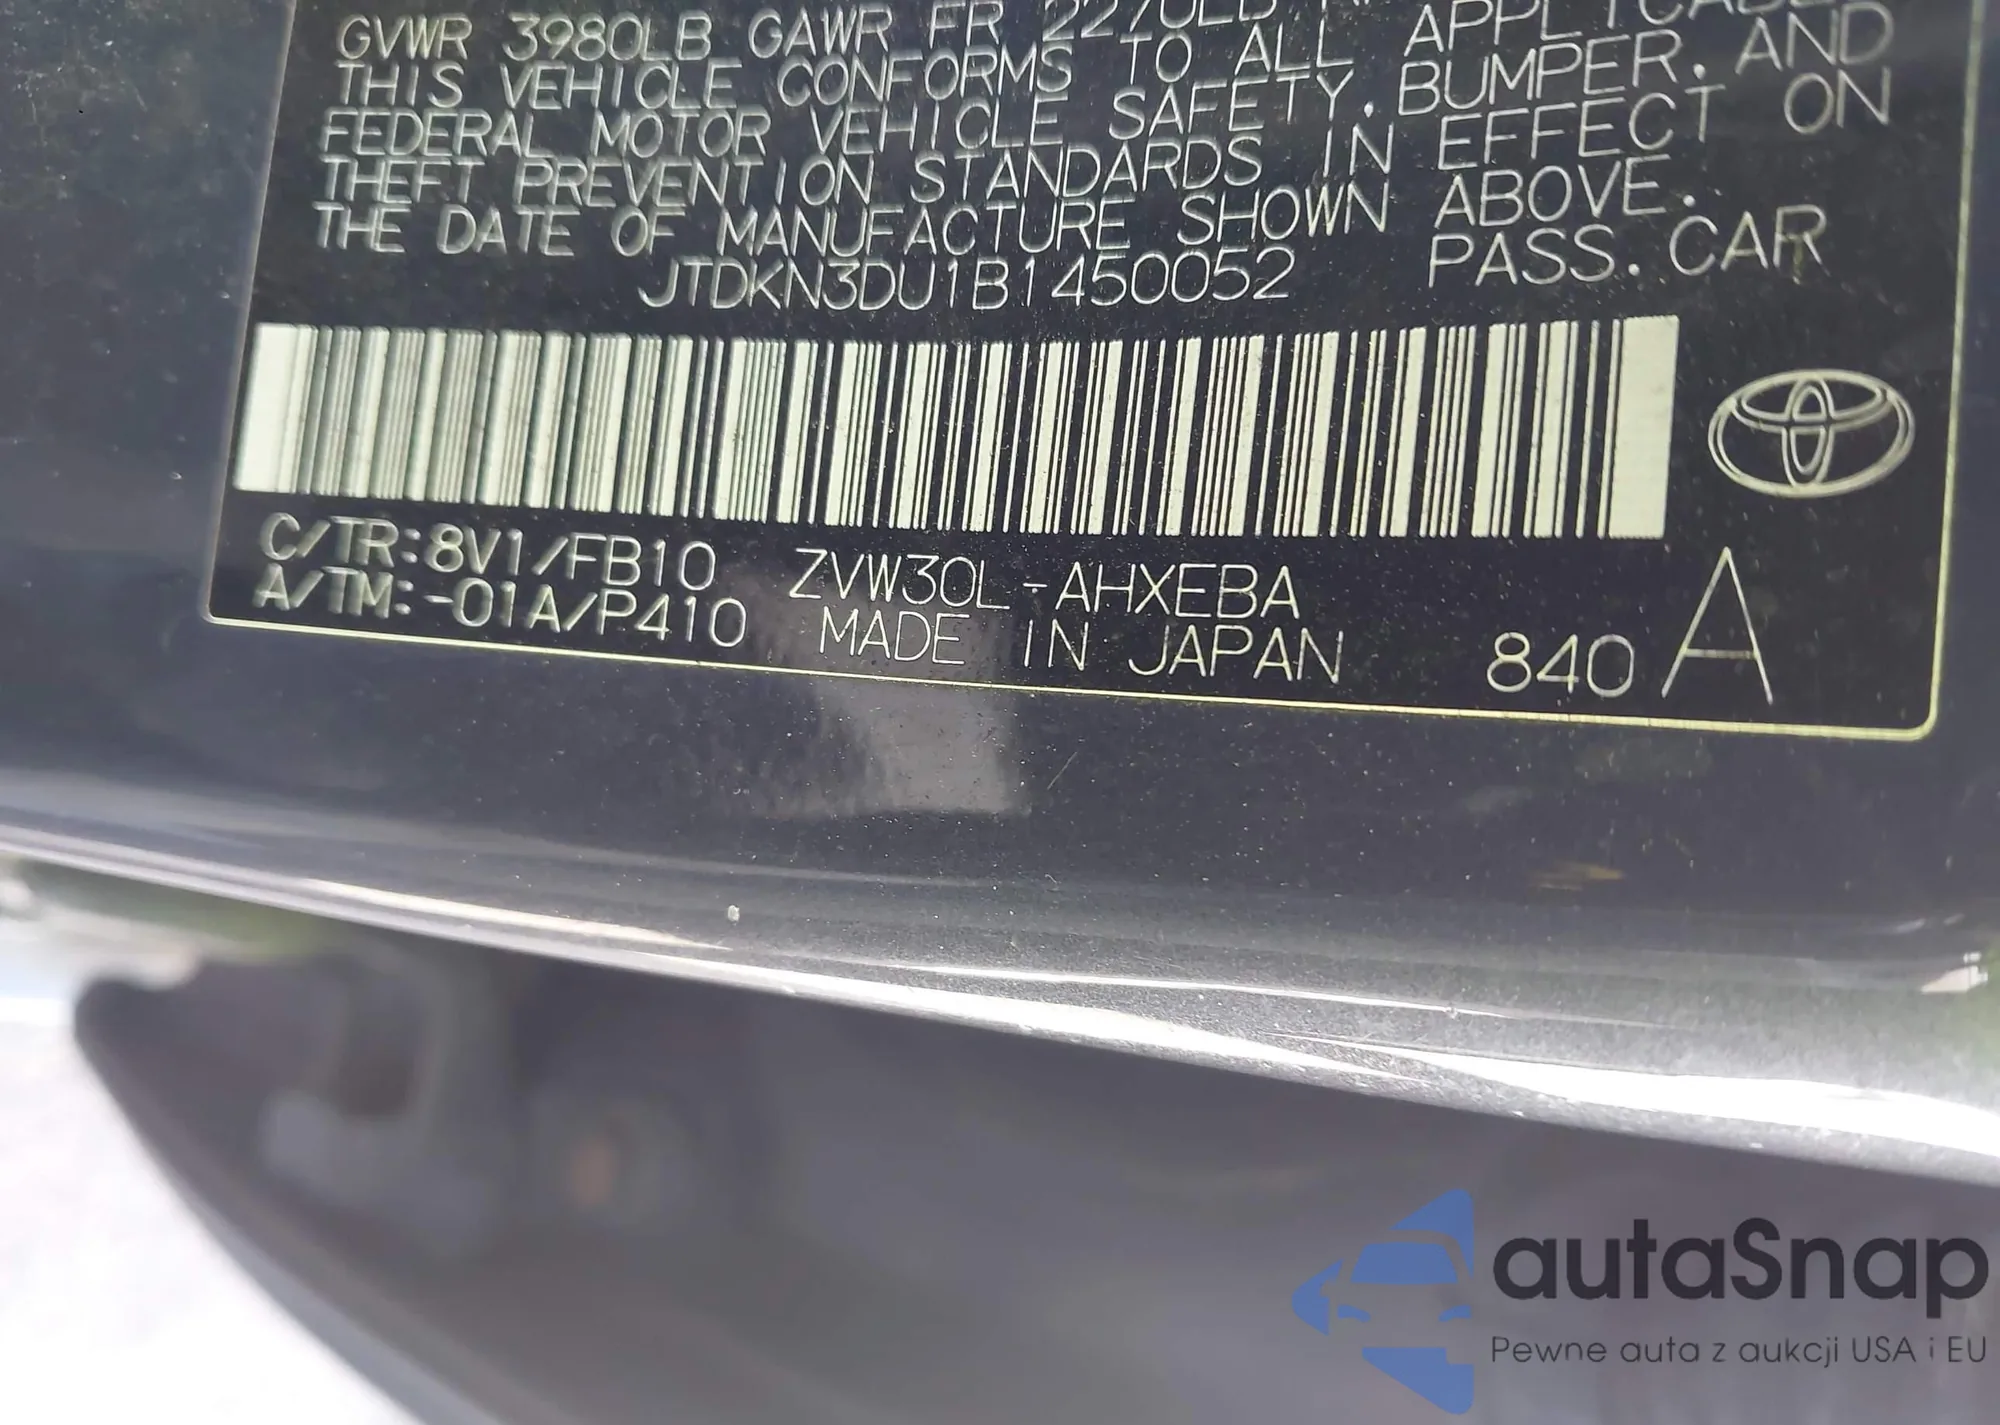 GVWR 3980LB GAWR FR 2270LB
THIS VEHICLE CONFORMS TO ALL APPLICABLE
FEDERAL MOTOR VEHICLE SAFETY, BUMPER, AND
THEFT PREVENTION STANDARDS IN EFFECT ON
THE DATE OF MANUFACTURE SHOWN ABOVE.
JTDKN3DU1B1450052 PASS. CAR
C/TR:8V1/FB10 ZVW30L-AHXEBA
A/TM:-01A/P410 MADE IN JAPAN 840 A
autaSnap
Pewne auta z aukcji USA i EU